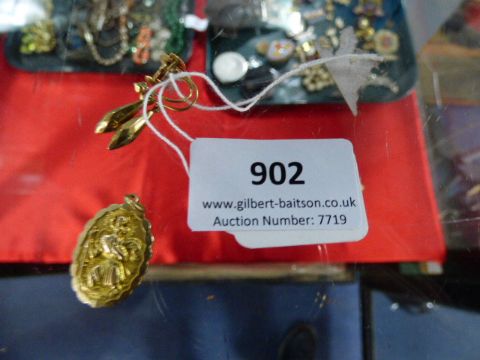 902
www.gilbert-baitson.co.uk
Auction Number: 7719